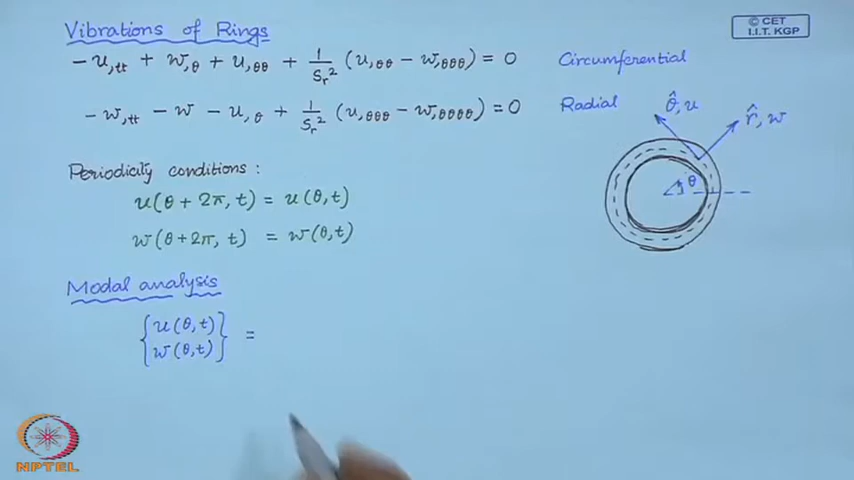 Vibrations of Rings
© CET
I.I.T. KGP
-u,tt + w,θ + u,θθ + 1/Sr² (u,θθ - w,θθθ) = 0 Circumferential
-w,tt - w - u,θ + 1/Sr² (u,θθθ - w,θθθθ) = 0 Radial
θ̂, u
r̂, w
θ
Periodicity conditions :
u(θ + 2π, t) = u(θ, t)
w(θ + 2π, t) = w(θ, t)
Modal analysis
{u(θ, t)
w(θ, t)} =
NPTEL